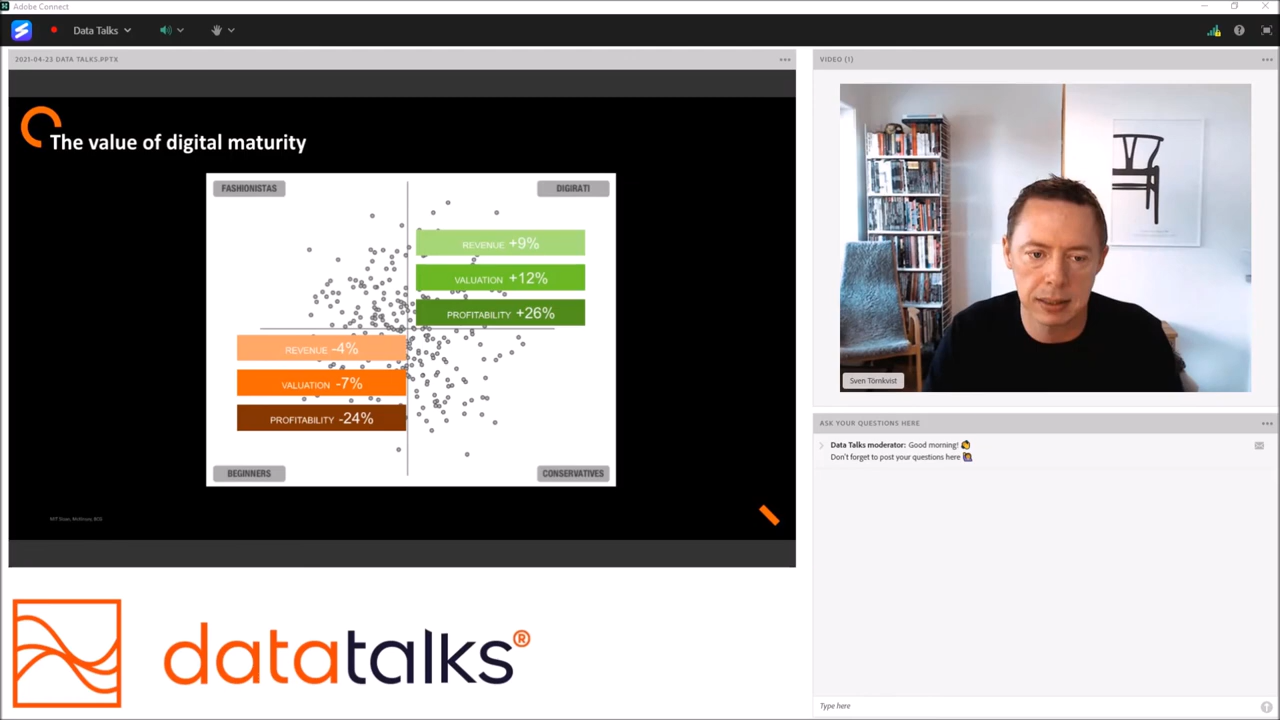 Adobe Connect
Data Talks
2021-04-23 DATA TALKS.PPTX
The value of digital maturity
FASHIONISTAS
DIGIRATI
REVENUE +9%
VALUATION +12%
PROFITABILITY +26%
REVENUE -4%
VALUATION -7%
PROFITABILITY -24%
BEGINNERS
CONSERVATIVES
datatalks®
VIDEO (1)
Sven Törnkvist
ASK YOUR QUESTIONS HERE
Data Talks moderator: Good morning! 
Don't forget to post your questions here
Type here